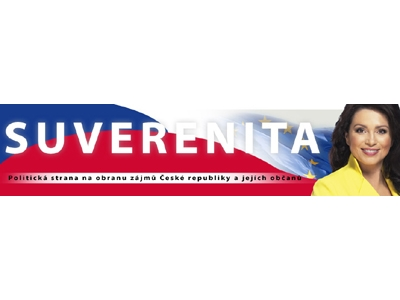 SUVERENITA
Politická strana na obranu zájmů České republiky a jejích občanů